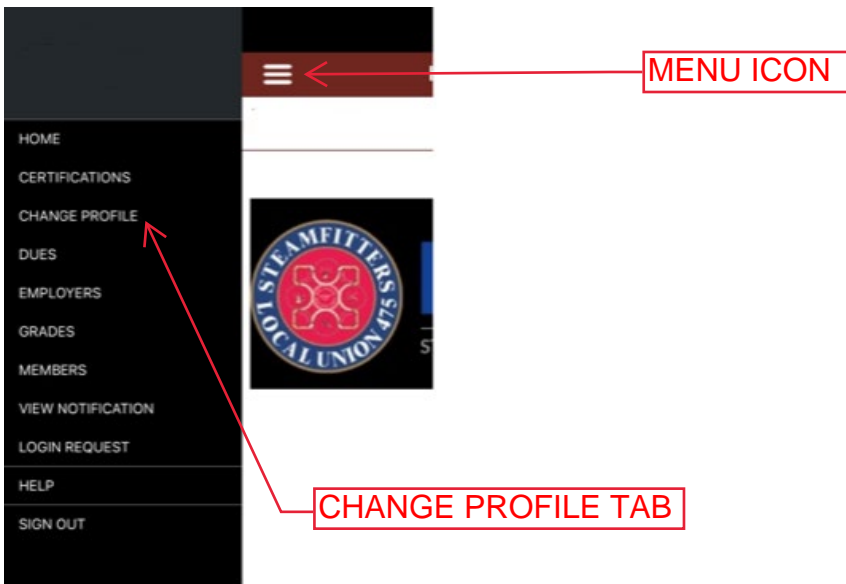 MENU ICON
HOME
CERTIFICATIONS
CHANGE PROFILE
DUES
EMPLOYERS
GRADES
MEMBERS
VIEW NOTIFICATION
LOGIN REQUEST
HELP
SIGN OUT
STEAMFITTERS
LOCAL UNION 475
ST
CHANGE PROFILE TAB